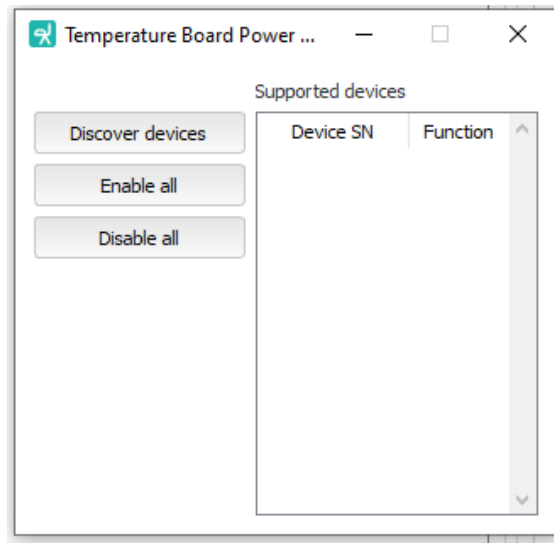 Temperature Board Power ...
Supported devices
Discover devices
Enable all
Disable all
Device SN Function